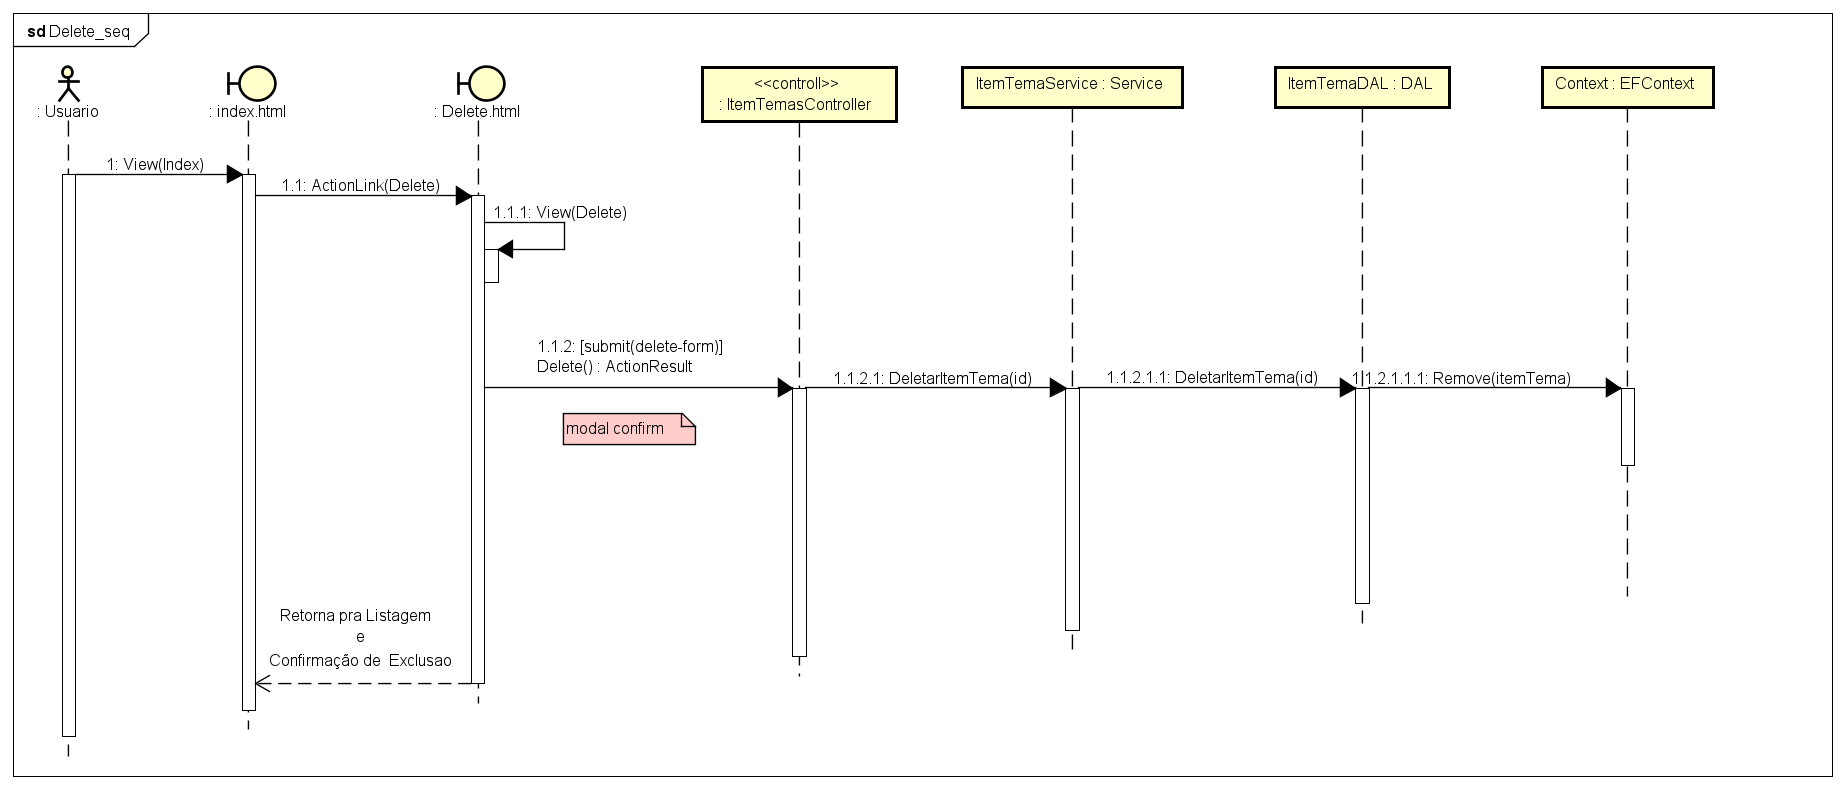 sd Delete_seq
: Usuario
: index.html
: Delete.html
<<controll>>
: ItemTemasController
ItemTemaService : Service
ItemTemaDAL : DAL
Context : EFContext
1: View(Index)
1.1: ActionLink(Delete)
1.1.1: View(Delete)
1.1.2: [submit(delete-form)]
Delete() : ActionResult
1.1.2.1: DeletarItemTema(id)
1.1.2.1.1: DeletarItemTema(id)
1.1.2.1.1.1: Remove(itemTema)
modal confirm
Retorna pra Listagem
e
Confirmação de Exclusao